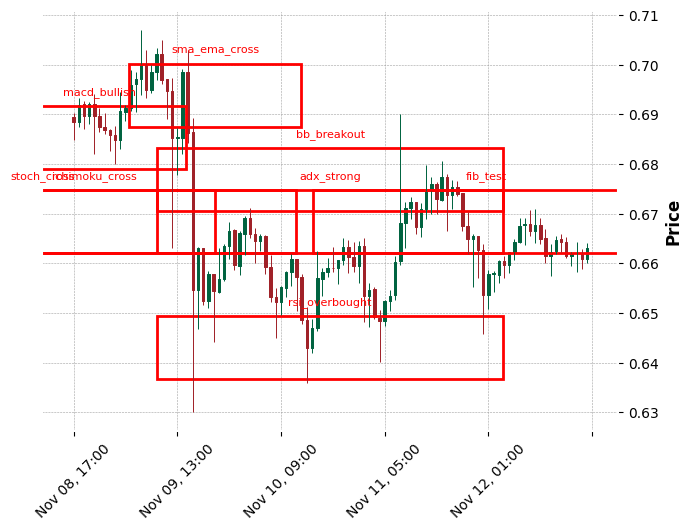 0.71
sma_ema_cross
0.70
macd_bullish
0.69
bb_breakout
0.68
stoch_cross
ichimoku_cross
adx_strong
fib_test
0.67
Price
0.66
rsi_overbought
0.65
0.64
0.63
Nov 08, 17:00
Nov 09, 13:00
Nov 10, 09:00
Nov 11, 05:00
Nov 12, 01:00